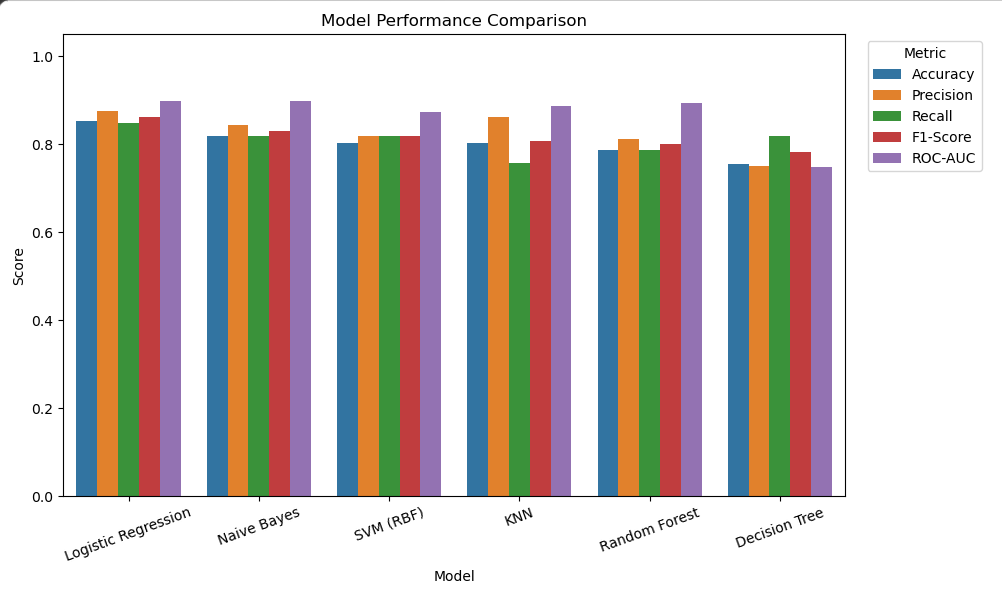 Model Performance Comparison
1.0
0.8
0.6
0.4
0.2
0.0
Score
Logistic Regression
Naive Bayes
SVM (RBF)
KNN
Random Forest
Decision Tree
Model
Metric
Accuracy
Precision
Recall
F1-Score
ROC-AUC